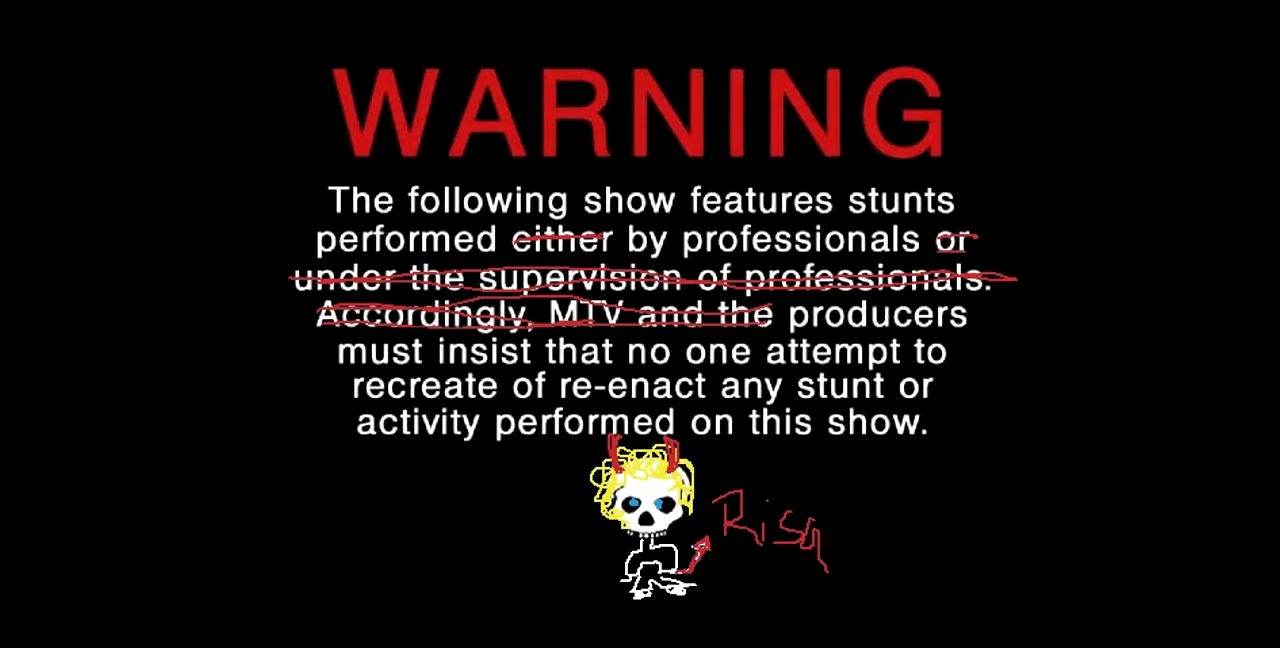 WARNING
The following show features stunts
performed either by professionals or
under the supervision of professionals.
Accordingly, MTV and the producers
must insist that no one attempt to
recreate of re-enact any stunt or
activity performed on this show.
Risa